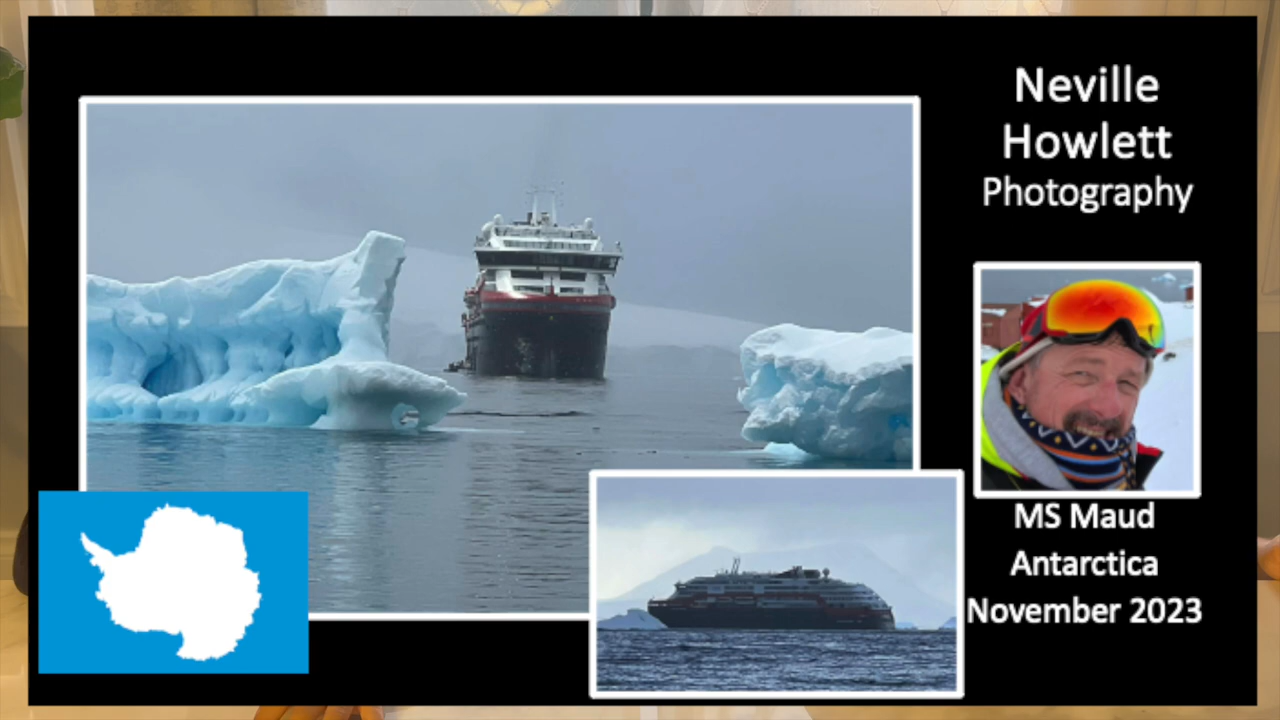 Neville
Howlett
Photography
MS Maud
Antarctica
November 2023